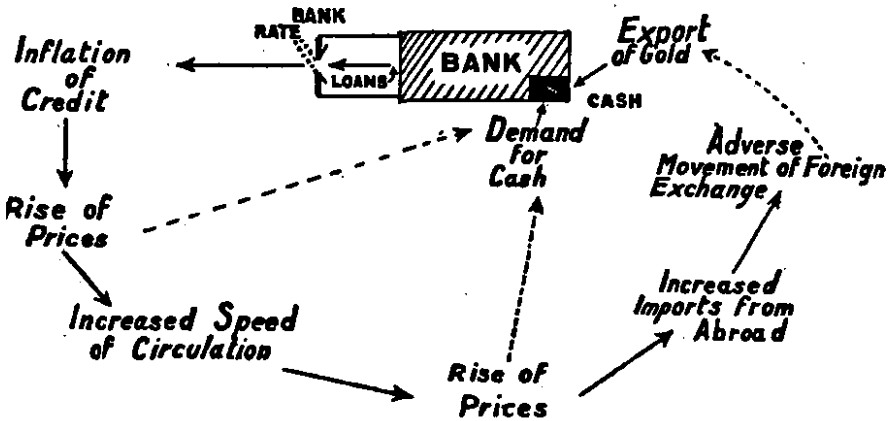 BANK
RATE
LOANS
BANK
CASH
Export
of Gold
Inflation
of
Credit
Demand
for
Cash
Adverse
Movement of Foreign
Exchange
Rise of
Prices
Increased
Imports from
Abroad
Increased Speed
of Circulation
Rise of
Prices